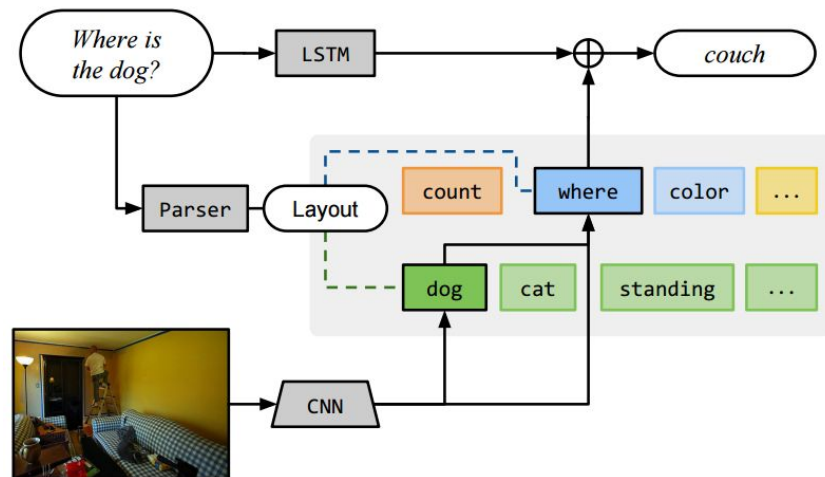 Where is
the dog?
LSTM
couch
count
where
color
...
Parser
Layout
dog
cat
standing
...
CNN